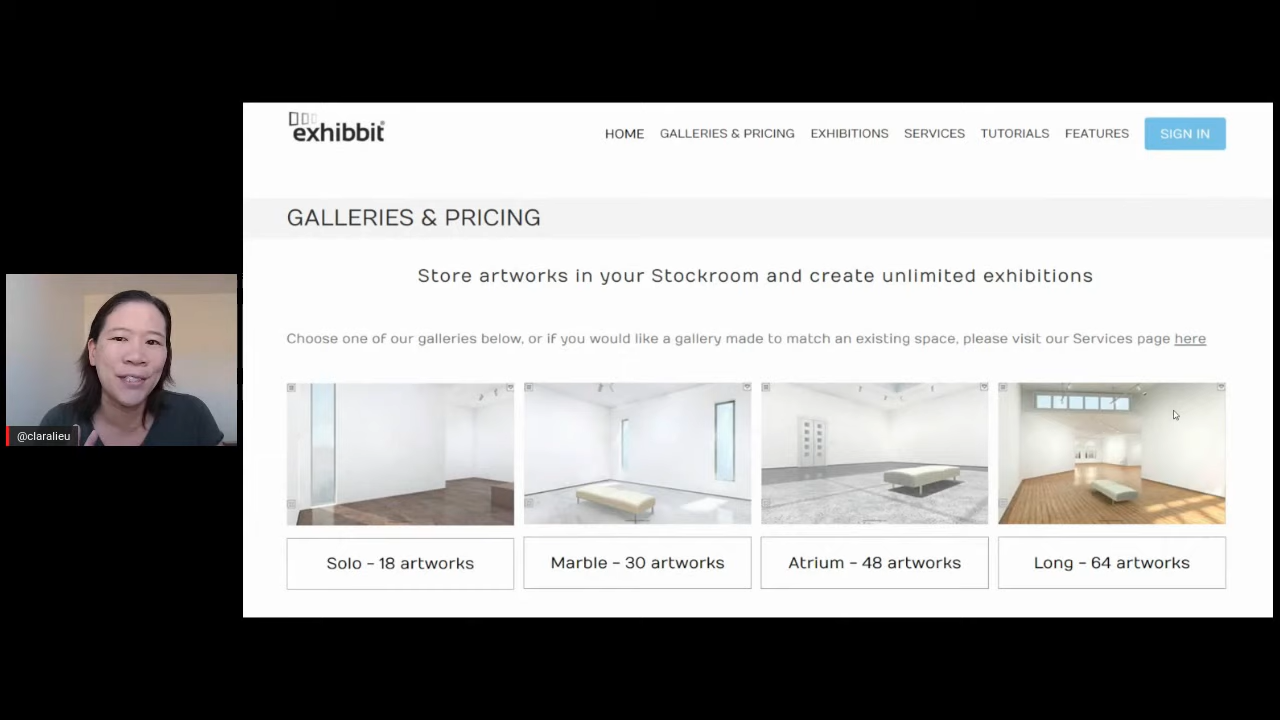 exhibbit
HOME GALLERIES & PRICING EXHIBITIONS SERVICES TUTORIALS FEATURES SIGN IN
GALLERIES & PRICING
Store artworks in your Stockroom and create unlimited exhibitions
Choose one of our galleries below, or if you would like a gallery made to match an existing space, please visit our Services page here
@claralieu
Solo - 18 artworks
Marble - 30 artworks
Atrium - 48 artworks
Long - 64 artworks